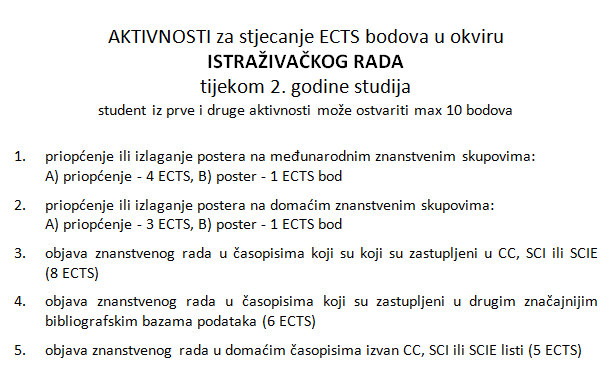 AKTIVNOSTI za stjecanje ECTS bodova u okviru
ISTRAŽIVAČKOG RADA
tijekom 2. godine studija
student iz prve i druge aktivnosti može ostvariti max 10 bodova
1. priopćenje ili izlaganje postera na međunarodnim znanstvenim skupovima:
A) priopćenje - 4 ECTS, B) poster - 1 ECTS bod
2. priopćenje ili izlaganje postera na domaćim znanstvenim skupovima:
A) priopćenje - 3 ECTS, B) poster - 1 ECTS bod
3. objava znanstvenog rada u časopisima koji su koji su zastupljeni u CC, SCI ili SCIE
(8 ECTS)
4. objava znanstvenog rada u časopisima koji su zastupljeni u drugim značajnijim
bibliografskim bazama podataka (6 ECTS)
5. objava znanstvenog rada u domaćim časopisima izvan CC, SCI ili SCIE listi (5 ECTS)